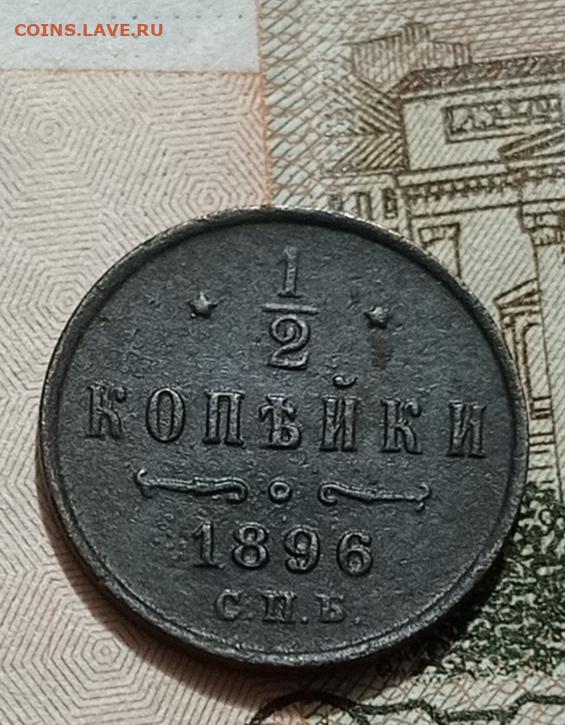 COINS.LAVE.RU
1/2
КОПѢЙКИ
1896
С.П.Б.